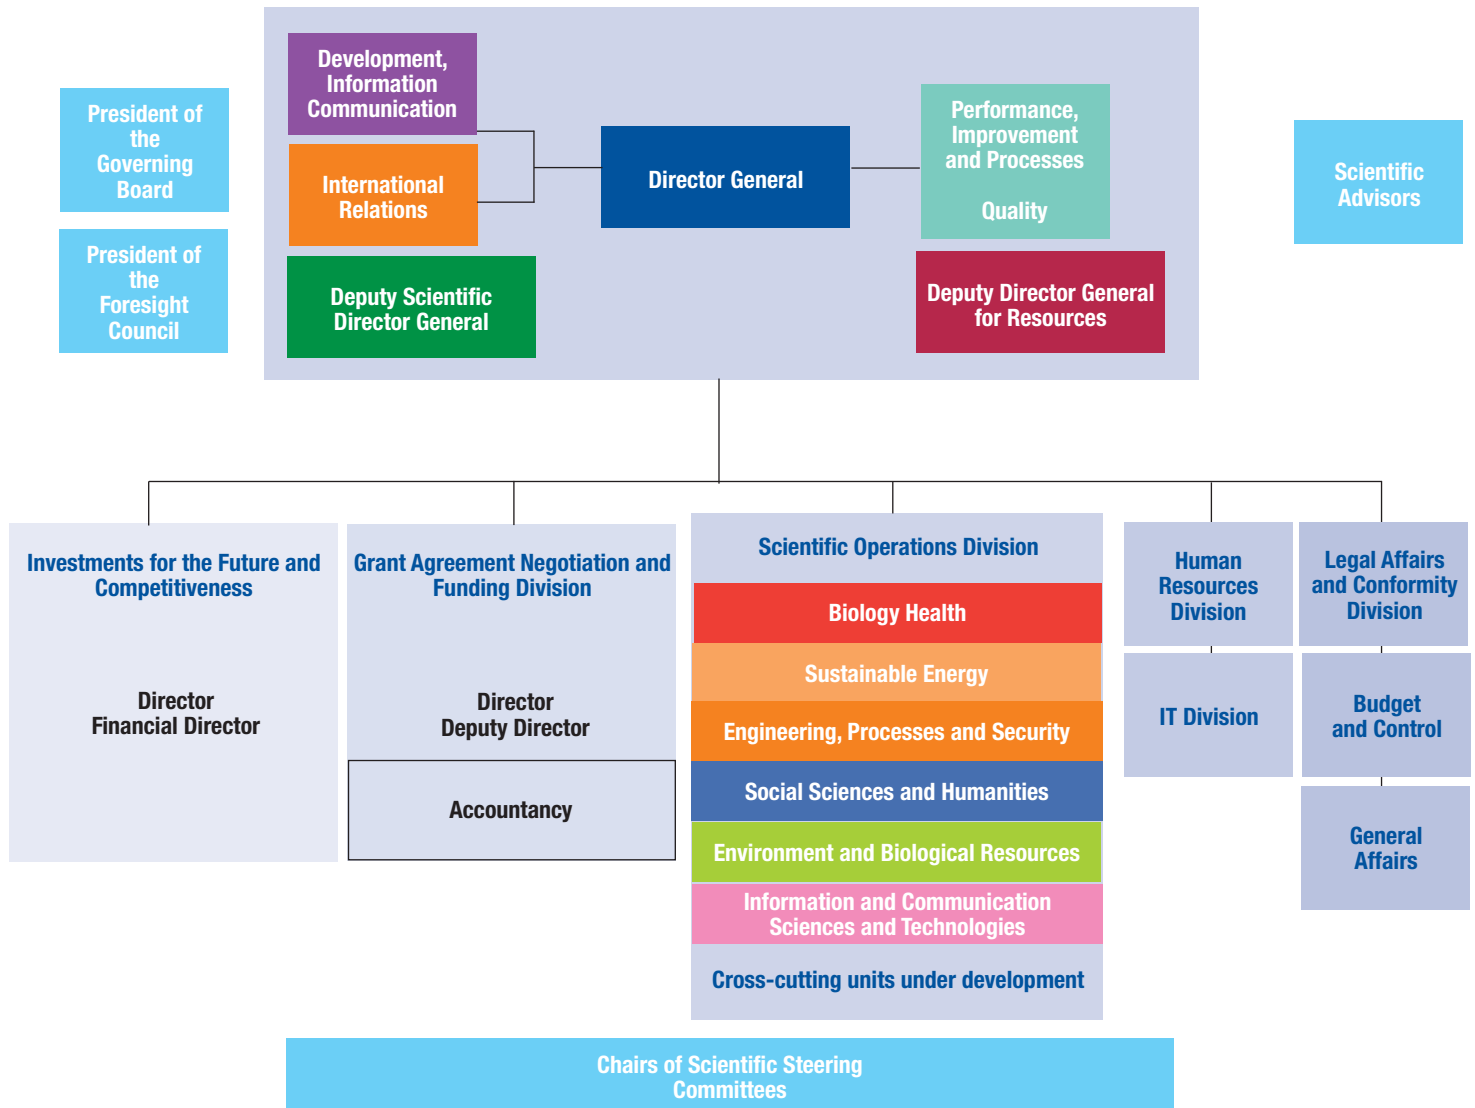 President of
the
Governing
Board
President of
the
Foresight
Council
Development,
Information
Communication
International
Relations
Deputy Scientific
Director General
Director General
Performance,
Improvement
and Processes
Quality
Deputy Director General
for Resources
Scientific
Advisors
Investments for the Future and
Competitiveness
Director
Financial Director
Grant Agreement Negotiation and
Funding Division
Director
Deputy Director
Accountancy
Scientific Operations Division
Biology Health
Sustainable Energy
Engineering, Processes and Security
Social Sciences and Humanities
Environment and Biological Resources
Information and Communication
Sciences and Technologies
Cross-cutting units under development
Human
Resources
Division
IT Division
Legal Affairs
and Conformity
Division
Budget
and Control
General
Affairs
Chairs of Scientific Steering
Committees